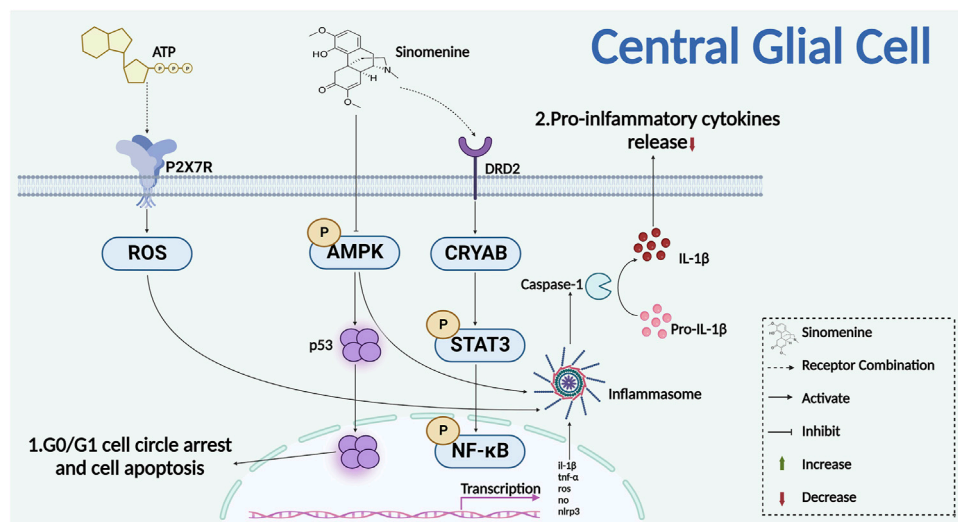 Central Glial Cell
ATP
P
P
P
Sinomenine
O
HO
H
N
O
O
P2X7R
DRD2
2.Pro-inlfammatory cytokines
release
ROS
P
AMPK
CRYAB
IL-1β
Caspase-1
Pro-IL-1β
p53
P
STAT3
Inflammasome
1.G0/G1 cell circle arrest
and cell apoptosis
P
NF-κB
Transcription
il-1β
tnf-α
ros
no
nlrp3
Sinomenine
Receptor Combination
Activate
Inhibit
Increase
Decrease